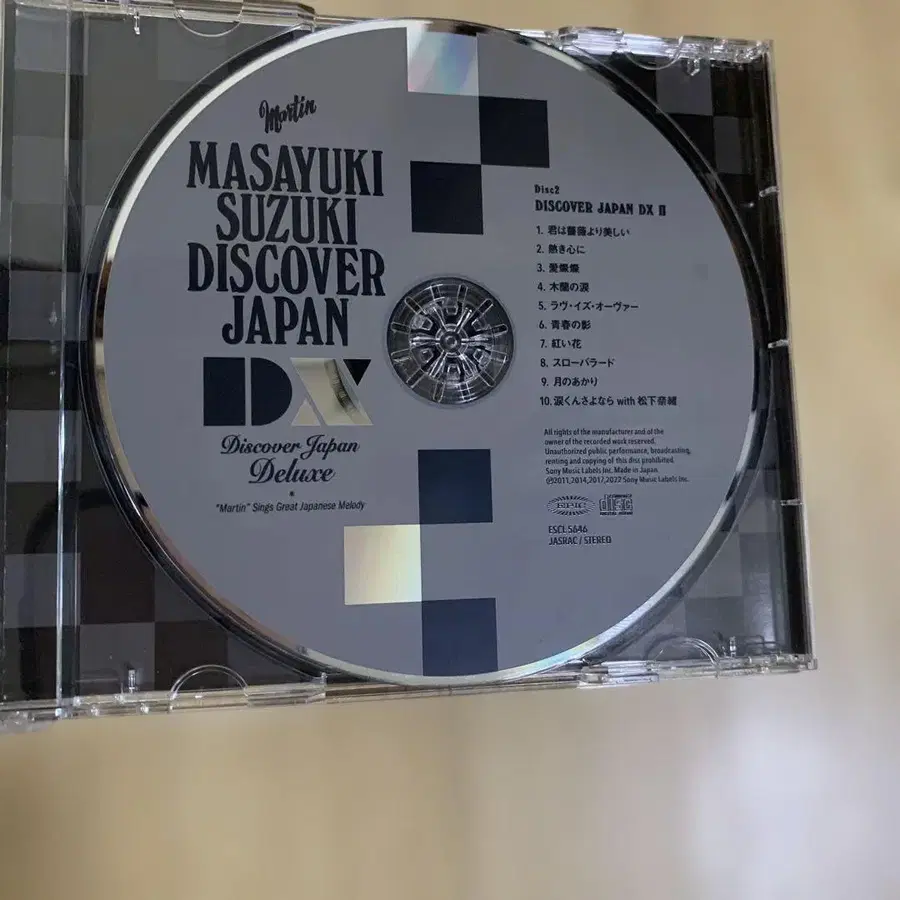 Martin
MASAYUKI
SUZUKI
DISCOVER
JAPAN
DX
Discover Japan
Deluxe
"Martin" Sings Great Japanese Melody
Disc2
DISCOVER JAPAN DX II
1. 君は薔薇より美しい
2. 熱き心に
3. 愛燦燦
4. 木蘭の涙
5. ラヴ・イズ・オーヴァー
6. 青春の影
7. 紅い花
8. スローバラード
9. 月のあかり
10. 涙くんさよなら with 松下奈緒
All rights of the manufacturer and of the
owner of the recorded work reserved.
Unauthorized public performance, broadcasting,
renting and copying of this disc prohibited.
Sony Music Labels Inc. Made in Japan.
℗2011,2014,2017,2022 Sony Music Labels Inc.
EPIC
disc
ESCL 5646
JASRAC / STEREO